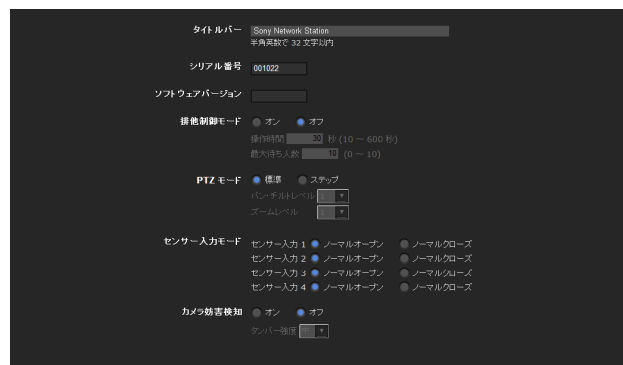 タイトルバー Sony Network Station
半角英数で 32 文字以内
シリアル番号 001022
ソフトウェアバージョン
排他制御モード オン オフ
操作時間 30 秒 (10 ～ 600 秒)
最大待ち人数 10 (0 ～ 10)
PTZ モード 標準 ステップ
パン・チルトレベル
ズームレベル
センサー入力モード センサー入力 1 ノーマルオープン ノーマルクローズ
センサー入力 2 ノーマルオープン ノーマルクローズ
センサー入力 3 ノーマルオープン ノーマルクローズ
センサー入力 4 ノーマルオープン ノーマルクローズ
カメラ妨害検知 オン オフ
タンパー強度